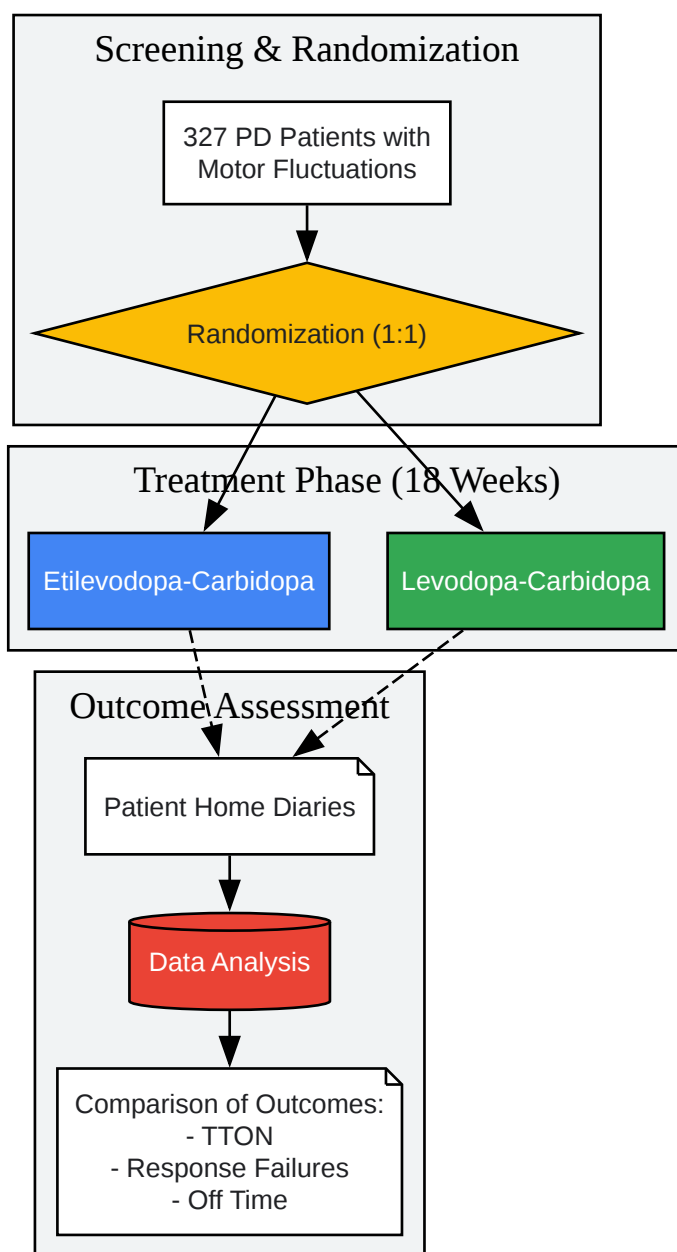 Screening & Randomization
327 PD Patients with
Motor Fluctuations
Randomization (1:1)
Treatment Phase (18 Weeks)
Etilevodopa-Carbidopa
Levodopa-Carbidopa
Outcome Assessment
Patient Home Diaries
Data Analysis
Comparison of Outcomes:
- TTON
- Response Failures
- Off Time